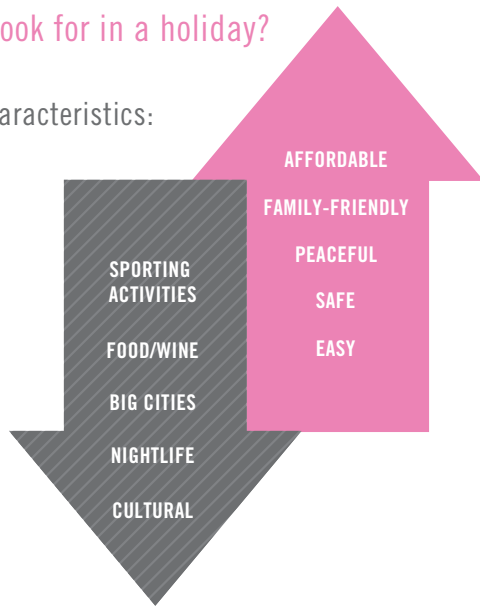 ook for in a holiday?
aracteristics:
AFFORDABLE
FAMILY-FRIENDLY
PEACEFUL
SAFE
EASY
SPORTING
ACTIVITIES
FOOD/WINE
BIG CITIES
NIGHTLIFE
CULTURAL